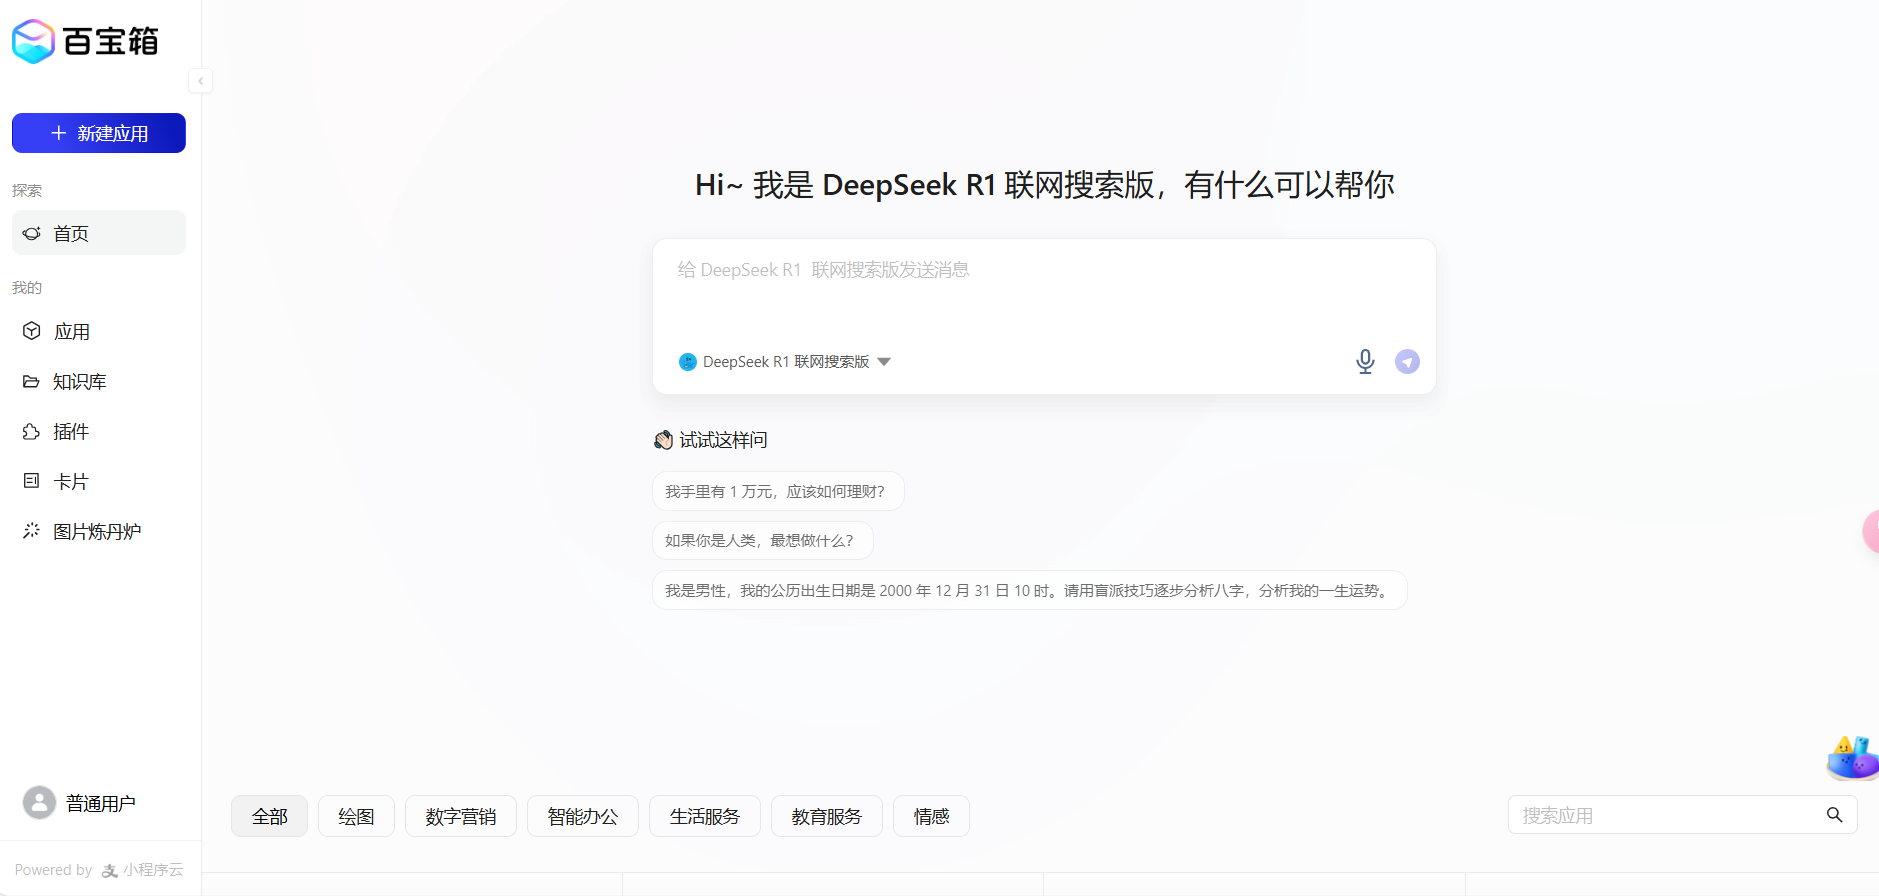 百宝箱
新建应用
探索
首页
我的
应用
知识库
插件
卡片
图片炼丹炉
普通用户
Powered by 小程序云
Hi~ 我是 DeepSeek R1 联网搜索版，有什么可以帮你
给 DeepSeek R1 联网搜索版发送消息
DeepSeek R1 联网搜索版
试试这样问
我手里有 1 万元，应该如何理财？
如果你是人类，最想做什么？
我是男性，我的公历出生日期是 2000 年 12 月 31 日 10 时。请用盲派技巧逐步分析八字，分析我的一生运势。
全部 绘图 数字营销 智能办公 生活服务 教育服务 情感 搜索应用